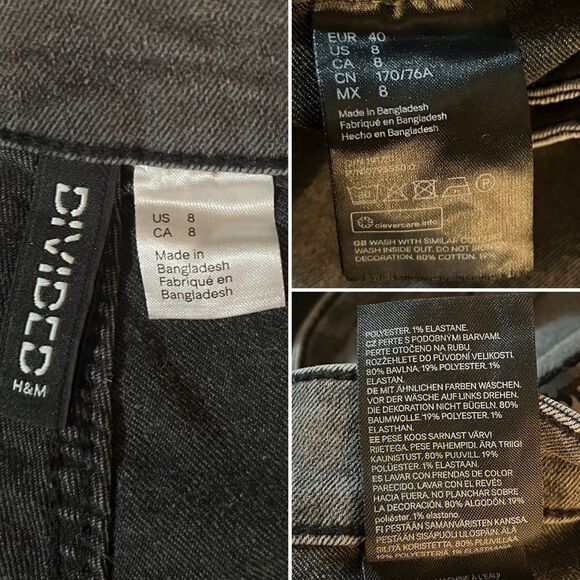 DIVIDED
H&M
US 8
CA 8
Made in
Bangladesh
Fabriqué en
Bangladesh
EUR 40
US 8
CA 8
CN 170/76A
MX 8
Made in Bangladesh
Fabriqué en Bangladesh
Hecho en Bangladesh
clevercare.info
GB WASH WITH SIMILAR
WASH INSIDE OUT. DO NOT IRON
DECORATION. 80% COTTON.
POLYESTER. 1% ELASTANE.
CZ PERTE S PODOBNÝMI BARVAMI.
PERTE OTOČENO NA RUBU.
ROZŽEHLETE DO PŮVODNÍ VELIKOSTI.
80% BAVLNA. 19% POLYESTER. 1%
ELASTAN.
DE MIT ÄHNLICHEN FARBEN WASCHEN.
VOR DER WÄSCHE AUF LINKS DREHEN.
DIE DEKORATION NICHT BÜGELN. 80%
BAUMWOLLE. 19% POLYESTER. 1%
ELASTHAN.
EE PESE KOOS SARNAST VÄRVI
RIETEGA. PESE PAHEMPIDI. ÄRA TRIIGI
KAUNISTUST. 80% PUUVILL. 19%
POLÜESTER. 1% ELASTAAN.
ES LAVAR CON PRENDAS DE COLOR
PARECIDO. LAVAR CON EL REVÉS
HACIA FUERA. NO PLANCHAR SOBRE
LA DECORACIÓN. 80% algodón. 19%
poliéster. 1% elastano.
FI PESTÄÄN SAMANVÄRISTEN KANSSA.
PESTÄÄN SISÄPUOLI ULOSPÄIN. ÄLÄ
SILITÄ KORISTETTA. 80% PUUVILLAA
19% POLYESTERIÄ 1% ELASTAANIA